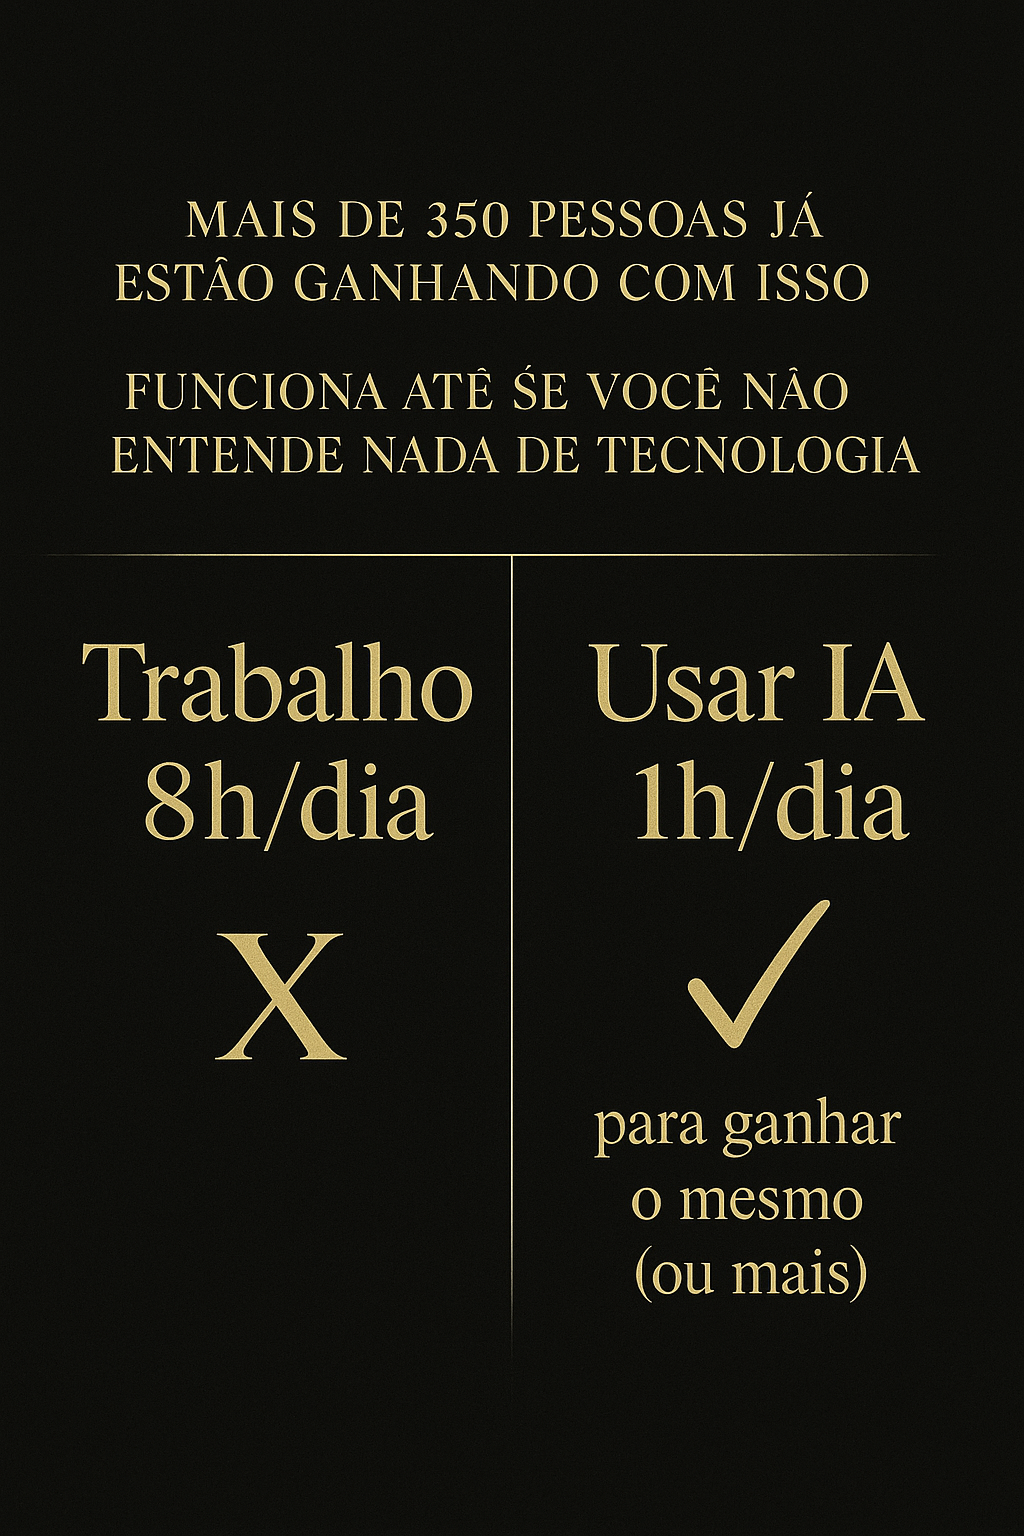 MAIS DE 350 PESSOAS JÁ
ESTÂO GANHANDO COM ISSO
FUNCIONA ATÊ ŚE VOCÊ NÂO
ENTENDE NADA DE TECNOLOGIA
Trabalho
8h/dia
X
Usar IA
1h/dia
✓
para ganhar
o mesmo
(ou mais)